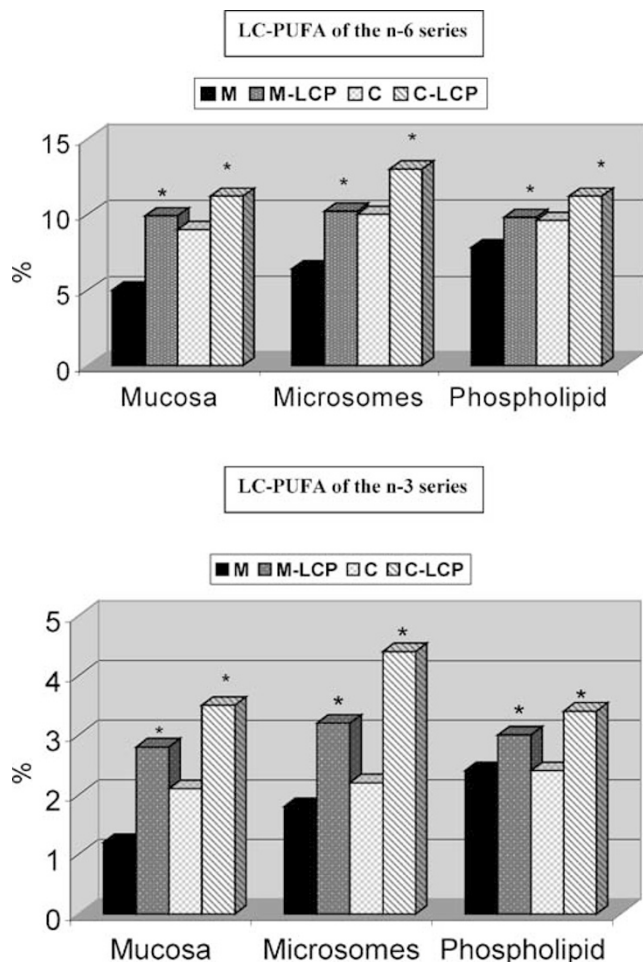 LC-PUFA of the n-6 series
M M-LCP C C-LCP
15
* * * * * *
10
5
0
%
Mucosa Microsomes Phospholipid
LC-PUFA of the n-3 series
M M-LCP C C-LCP
5
4
3
2
1
0
* * * * * *
%
Mucosa Microsomes Phospholipid